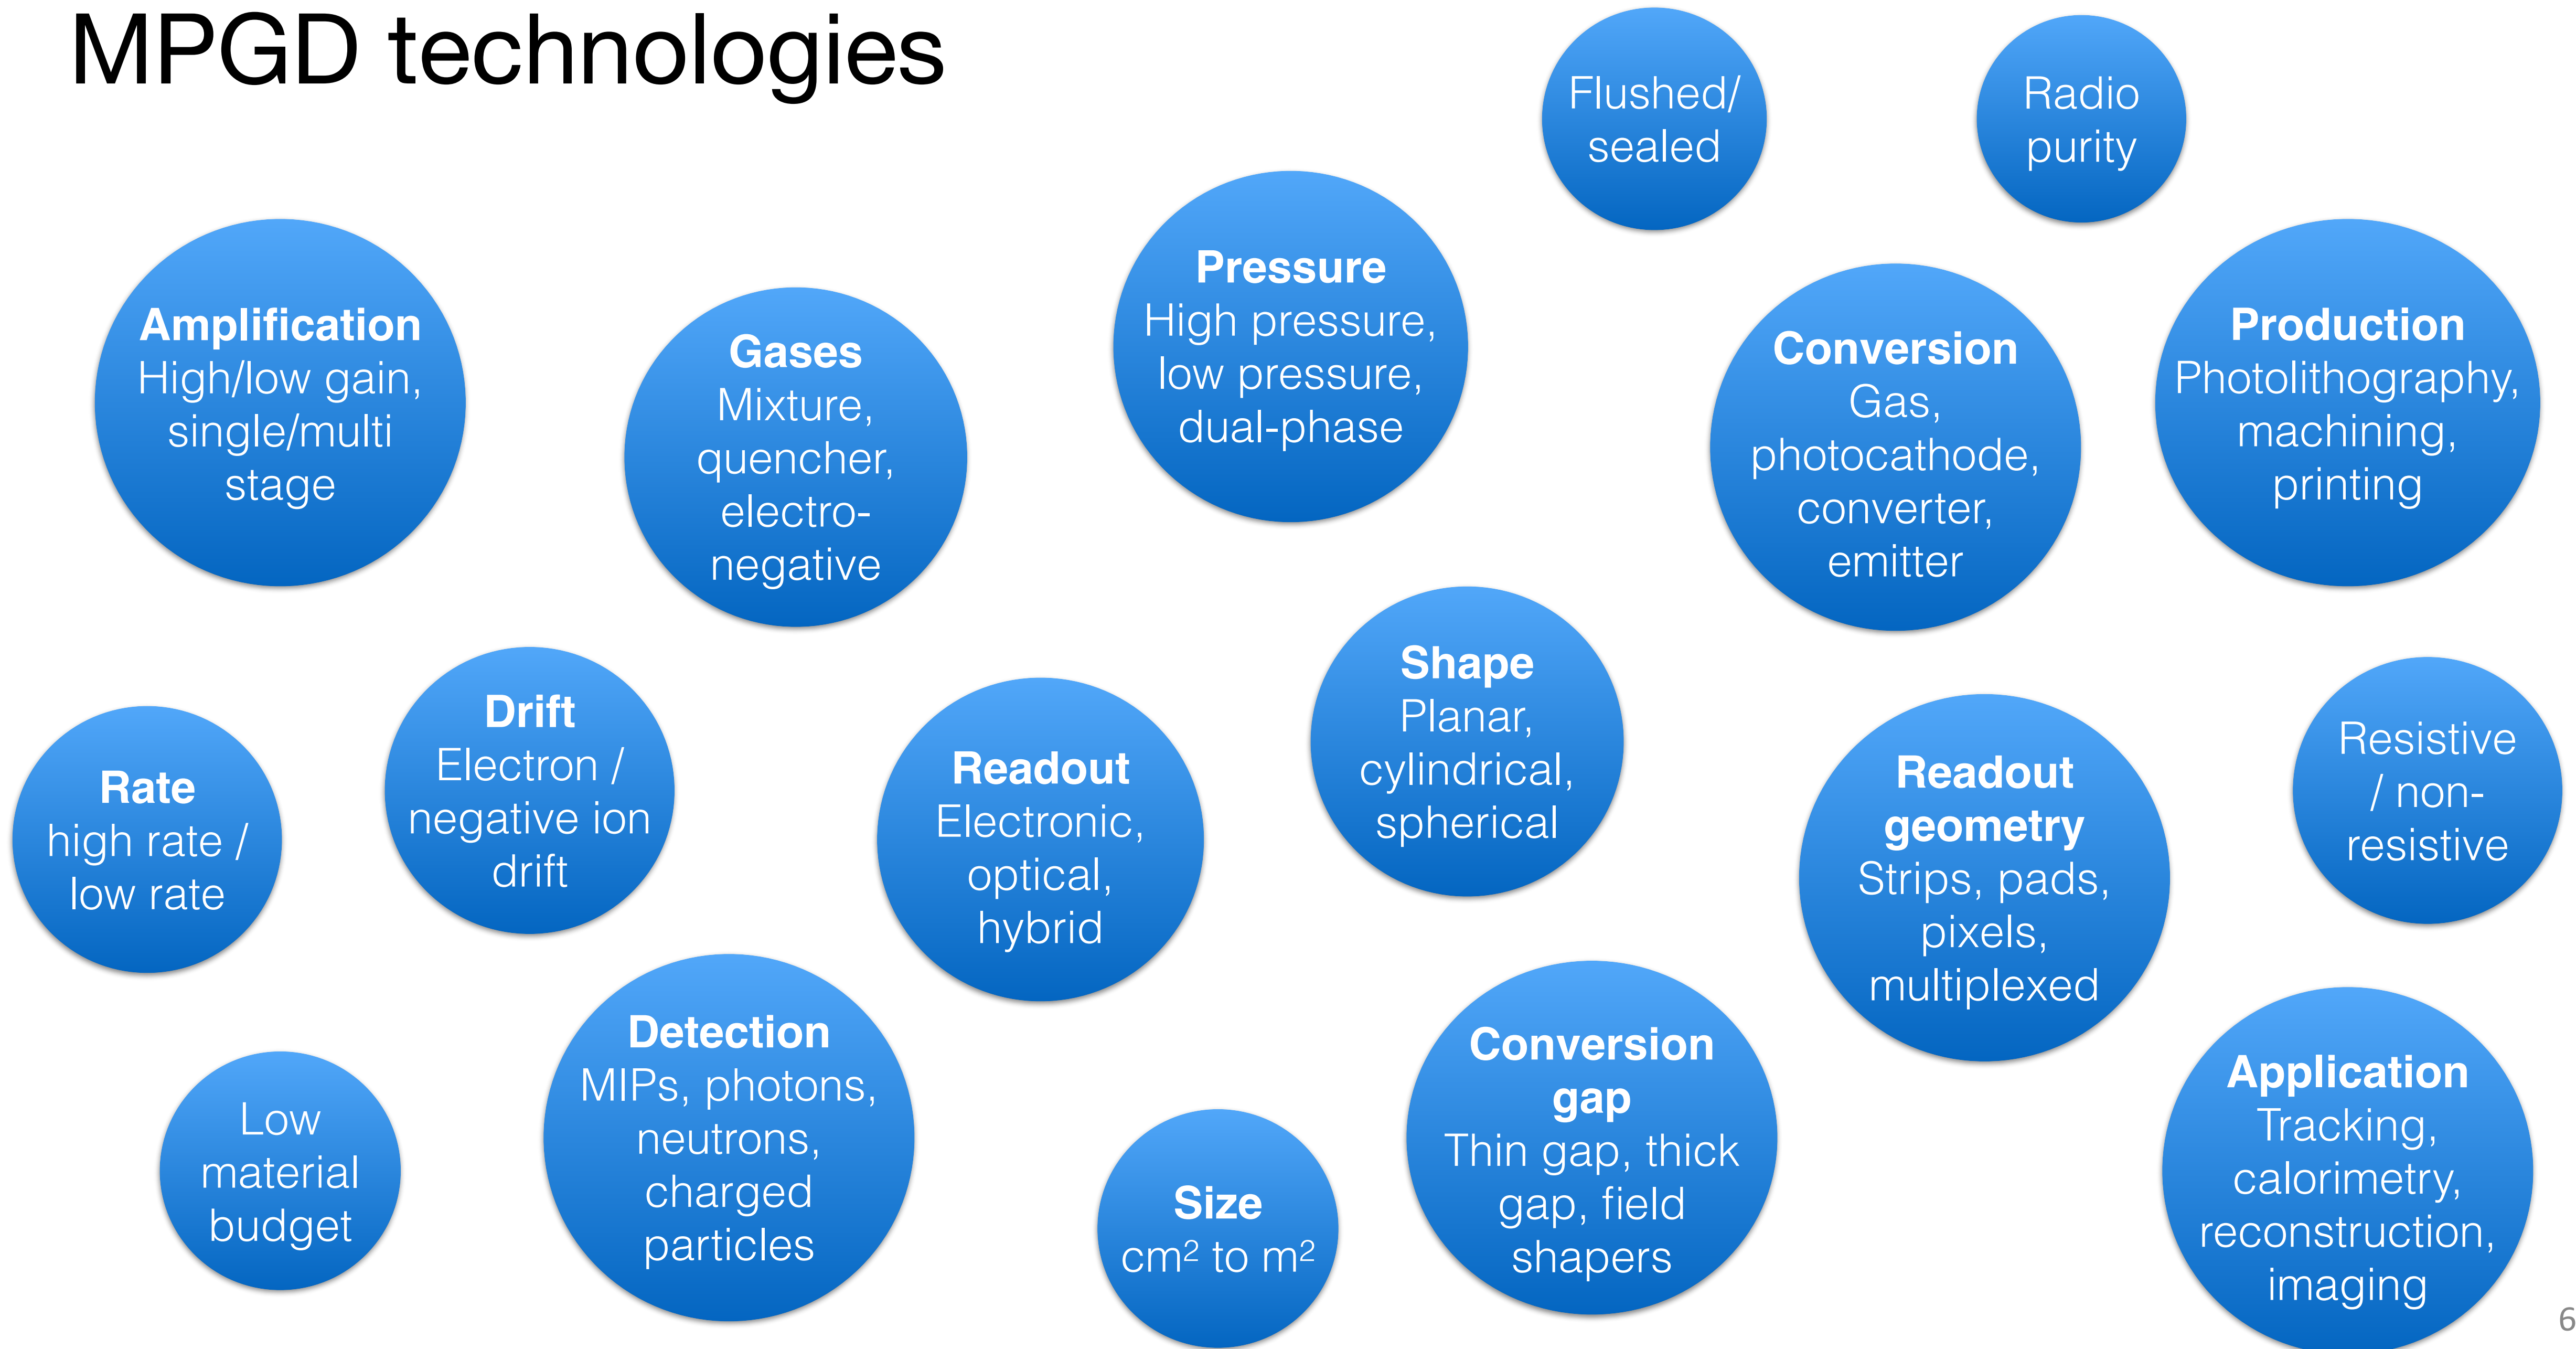 MPGD technologies
Flushed/
sealed
Radio
purity
Amplification
High/low gain,
single/multi
stage
Gases
Mixture,
quencher,
electro-
negative
Pressure
High pressure,
low pressure,
dual-phase
Conversion
Gas,
photocathode,
converter,
emitter
Production
Photolithography,
machining,
printing
Rate
high rate /
low rate
Drift
Electron /
negative ion
drift
Readout
Electronic,
optical,
hybrid
Shape
Planar,
cylindrical,
spherical
Readout
geometry
Strips, pads,
pixels,
multiplexed
Resistive
/ non-
resistive
Low
material
budget
Detection
MIPs, photons,
neutrons,
charged
particles
Size
cm² to m²
Conversion
gap
Thin gap, thick
gap, field
shapers
Application
Tracking,
calorimetry,
reconstruction,
imaging
6